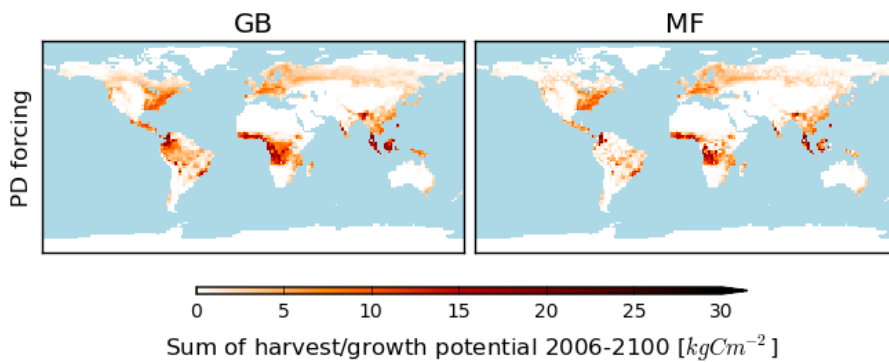 GB
MF
PD forcing
0 5 10 15 20 25 30
Sum of harvest/growth potential 2006-2100 [kgCm⁻²]